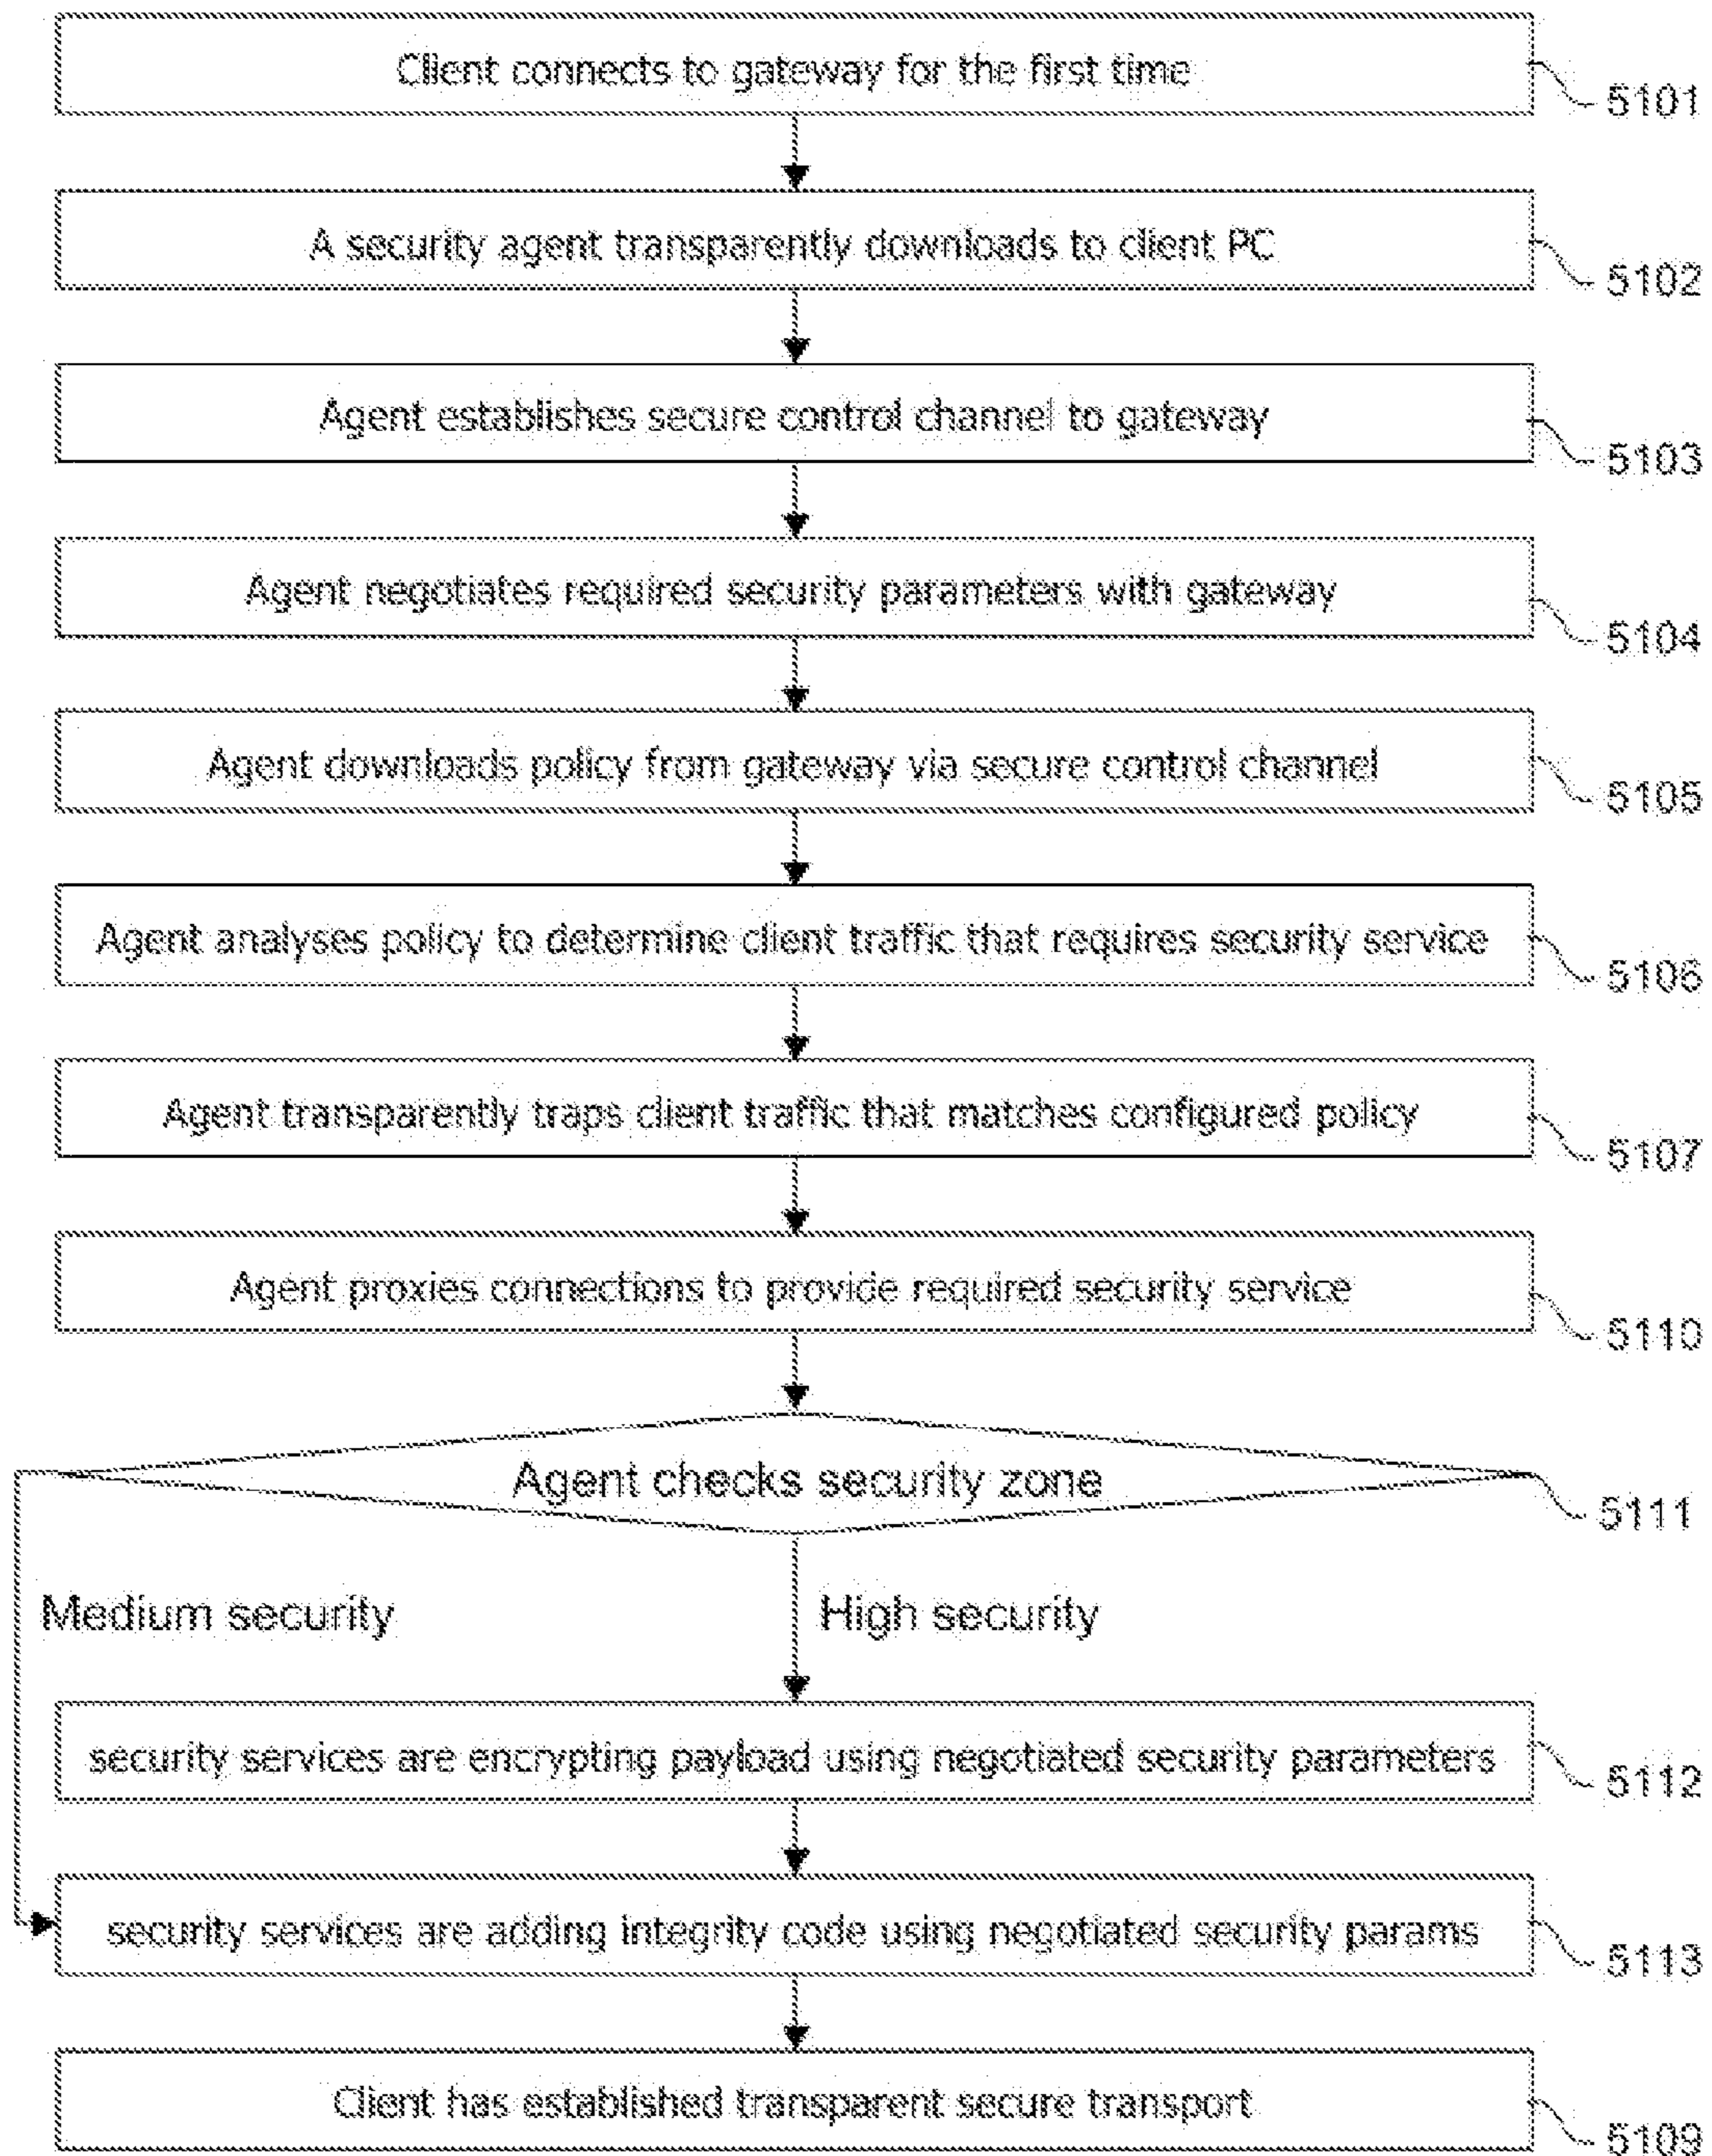 Client connects to gateway for the first time
5101
A security agent transparently downloads to client PC
5102
Agent establishes secure control channel to gateway
5103
Agent negotiates required security parameters with gateway
5104
Agent downloads policy from gateway via secure control channel
5105
Agent analyses policy to determine client traffic that requires security service
5106
Agent transparently traps client traffic that matches configured policy
5107
Agent proxies connections to provide required security service
5110
Agent checks security zone
5111
Medium security
High security
security services are encrypting payload using negotiated security parameters
5112
security services are adding integrity code using negotiated security params
5113
Client has established transparent secure transport
5109